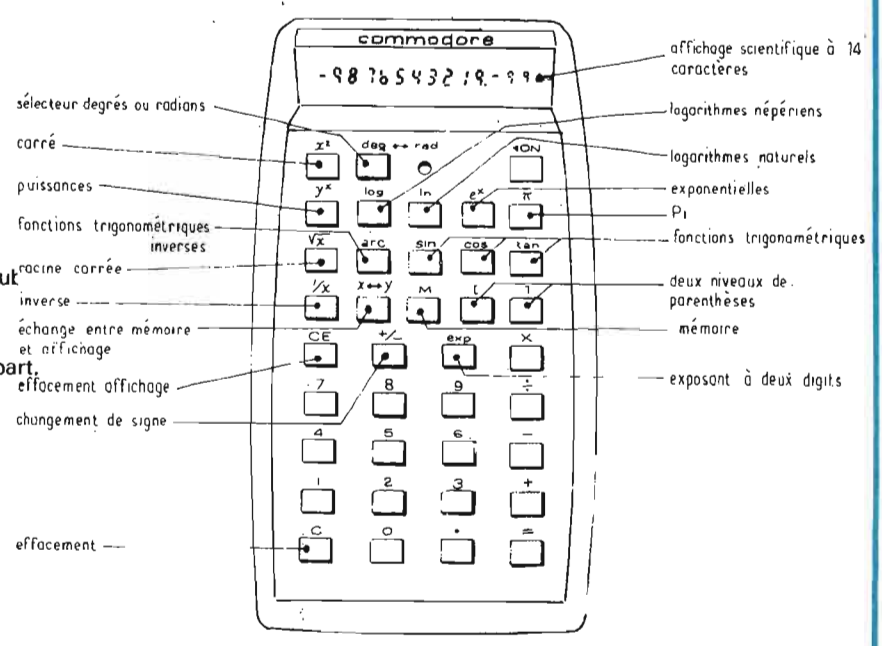 commodore
-9876543219.-99
affichage scientifique à 14
caractères
sélecteur degrés ou radians
logarithmes népériens
carré
x² deg ↔ rad ◄ON
logarithmes naturels
puissances
yˣ log ln eˣ π
exponentielles
Pi
fonctions trigonométriques
inverses
√x arc sin cos tan
fonctions trigonométriques
ut
racine carrée
inverse
1/x x↔y M [ ]
deux niveaux de
parenthèses
échange entre mémoire
et affichage
mémoire
CE +/- exp ×
part.
effacement affichage
exposant à deux digits
7 8 9 ÷
changement de signe
4 5 6 -
1 2 3 +
effacement
C 0 . =